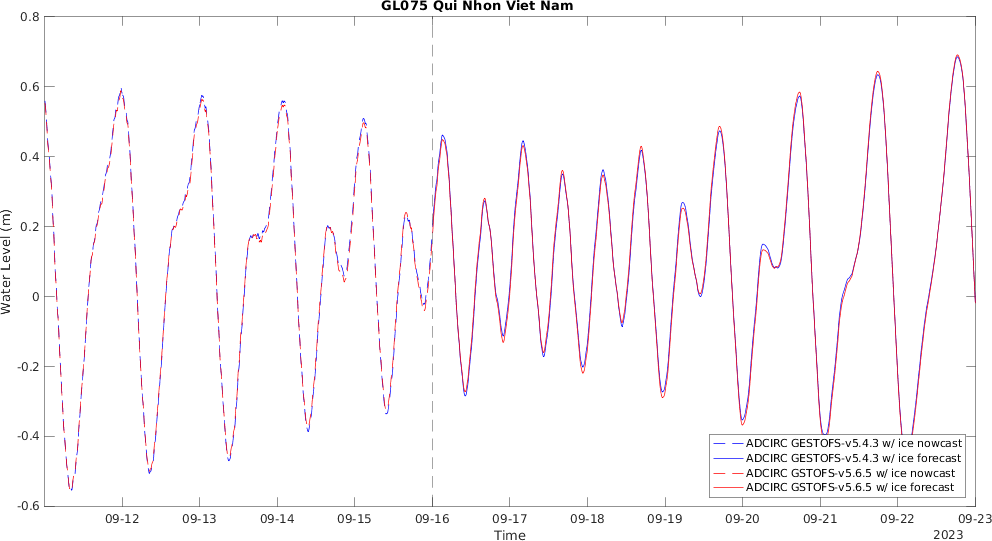 GL075 Qui Nhon Viet Nam
0.8
0.6
0.4
0.2
0
-0.2
-0.4
-0.6
Water Level (m)
ADCIRC GESTOFS-v5.4.3 w/ ice nowcast
ADCIRC GESTOFS-v5.4.3 w/ ice forecast
ADCIRC GSTOFS-v5.6.5 w/ ice nowcast
ADCIRC GSTOFS-v5.6.5 w/ ice forecast
09-12 09-13 09-14 09-15 09-16 09-17 09-18 09-19 09-20 09-21 09-22 09-23
Time
2023